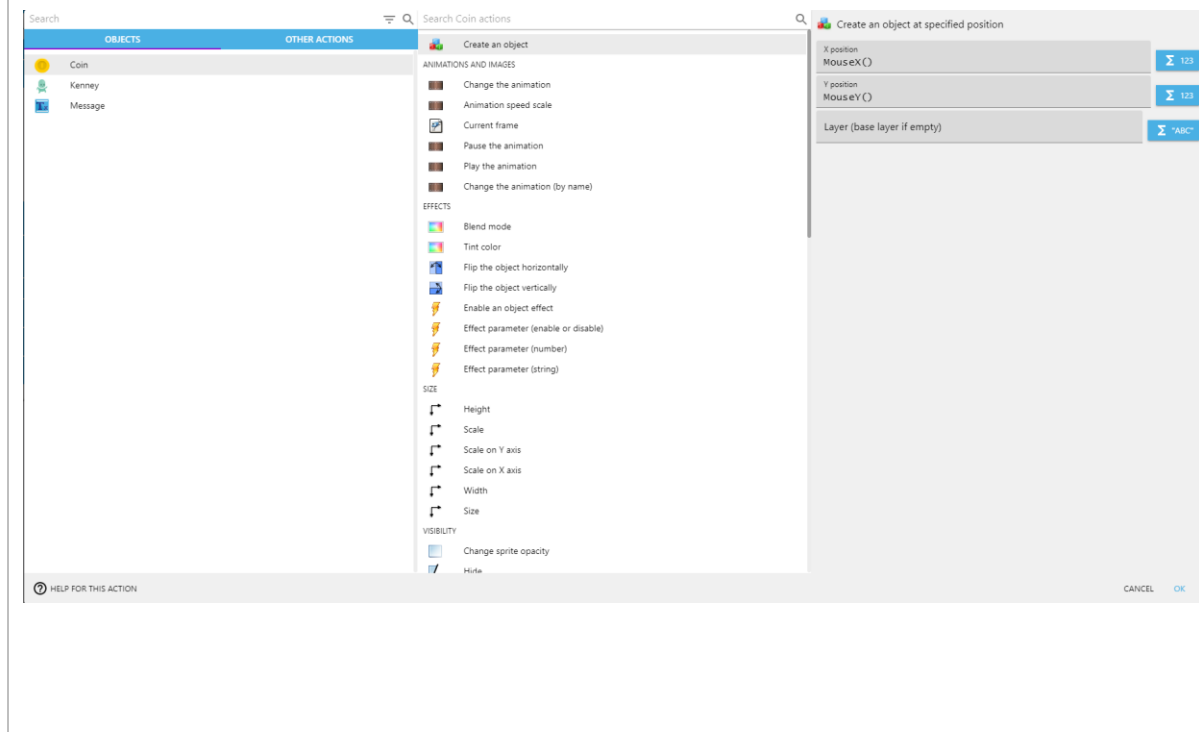 Search
OBJECTS
OTHER ACTIONS
Coin
Kenney
Message
Search Coin actions
Create an object
ANIMATIONS AND IMAGES
Change the animation
Animation speed scale
Current frame
Pause the animation
Play the animation
Change the animation (by name)
EFFECTS
Blend mode
Tint color
Flip the object horizontally
Flip the object vertically
Enable an object effect
Effect parameter (enable or disable)
Effect parameter (number)
Effect parameter (string)
SIZE
Height
Scale
Scale on Y axis
Scale on X axis
Width
Size
VISIBILITY
Change sprite opacity
Hide
Create an object at specified position
X position
MouseX()
Σ 123
Y position
MouseY()
Σ 123
Layer (base layer if empty)
Σ "ABC"
HELP FOR THIS ACTION
CANCEL
OK